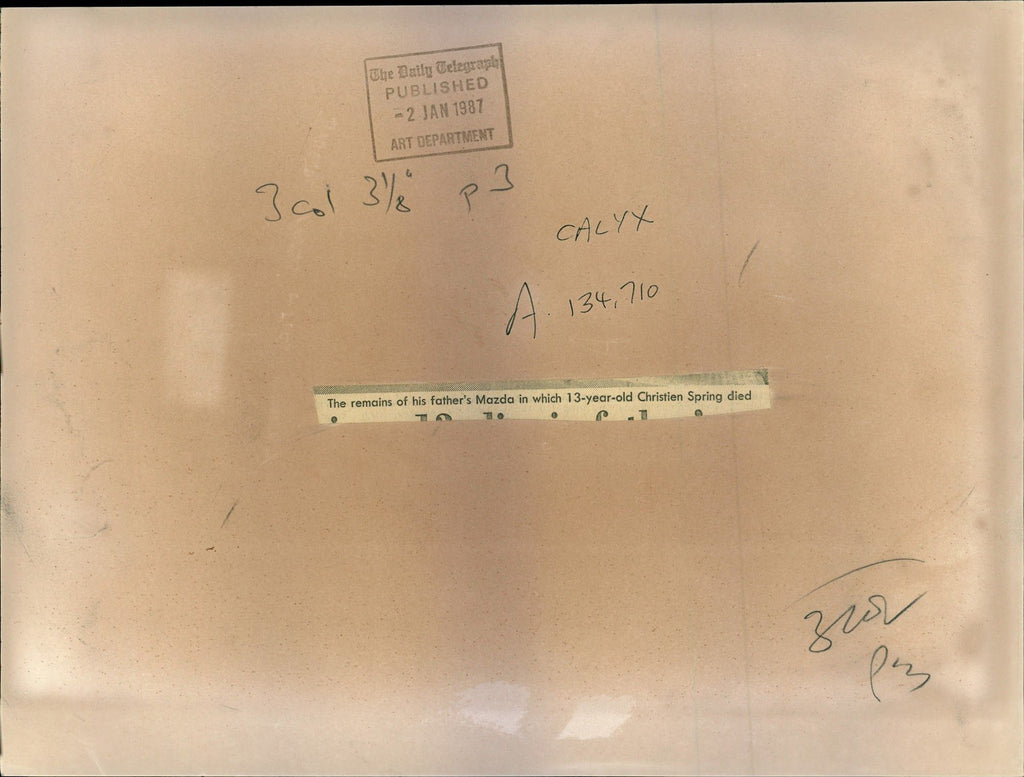 The Daily Telegraph
PUBLISHED
-2 JAN 1987
ART DEPARTMENT
3 col 3⅛" p 3
CALYX
A. 134,710
The remains of his father's Mazda in which 13-year-old Christien Spring died
P3